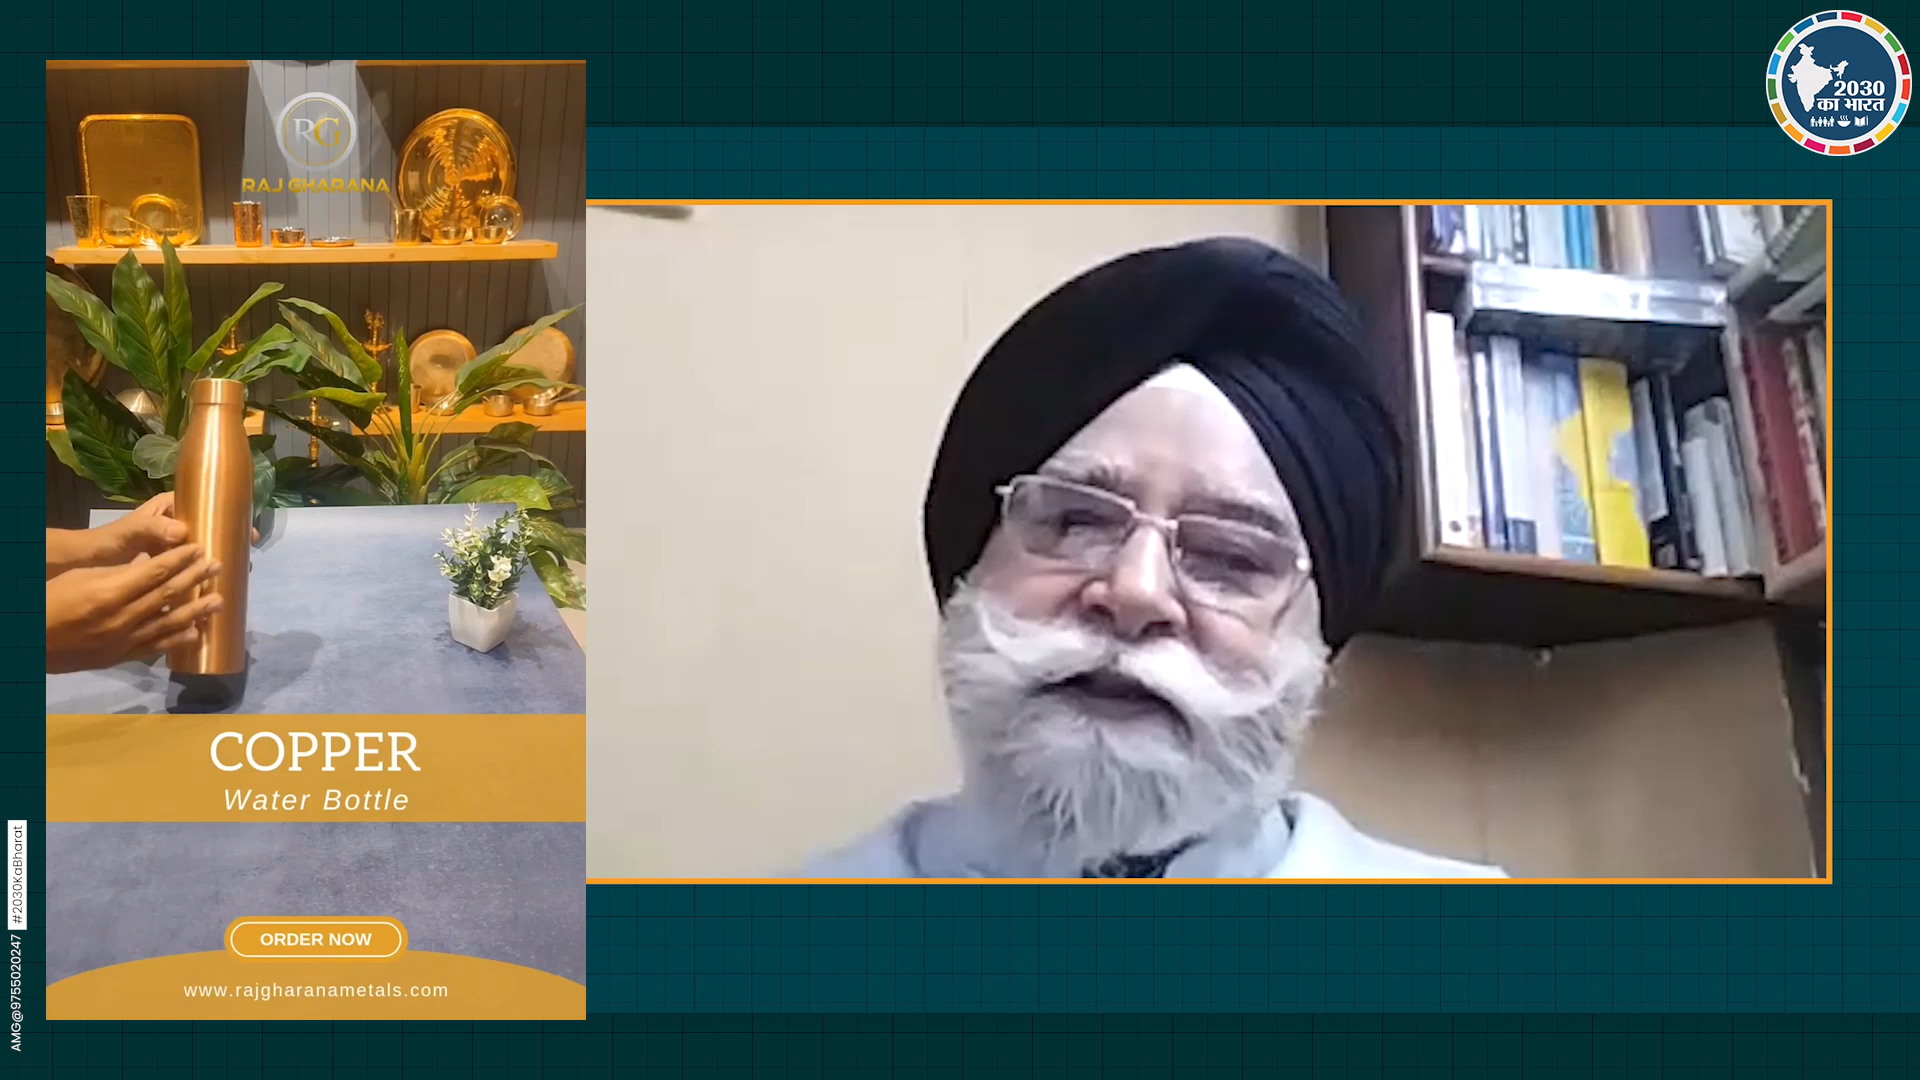 RG
RAJ GHARANA
COPPER
Water Bottle
ORDER NOW
www.rajgharanametals.com
2030
का भारत
AMG@9755020247 #2030KaBharat